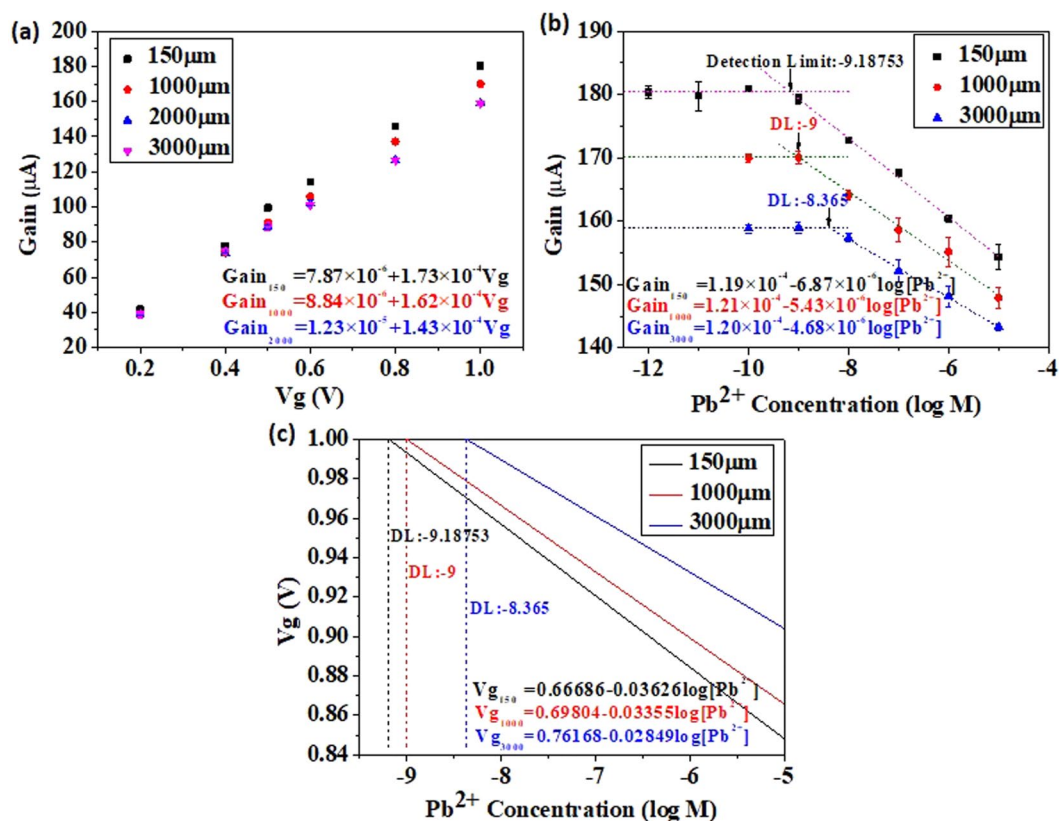 (a)
200
180
160
140
120
100
80
60
40
20
Gain (µA)
150µm
1000µm
2000µm
3000µm
Gain150=7.87×10-6+1.73×10-4Vg
Gain1000=8.84×10-6+1.62×10-4Vg
Gain2000=1.23×10-5+1.43×10-4Vg
0.2 0.4 0.6 0.8 1.0
Vg (V)
(b)
190
180
170
160
150
140
Gain (µA)
150µm
1000µm
3000µm
Detection Limit:-9.18753
DL:-9
DL:-8.365
Gain150=1.19×10-4-6.87×10-6log[Pb2+]
Gain1000=1.21×10-4-5.43×10-6log[Pb2+]
Gain3000=1.20×10-4-4.68×10-6log[Pb2+]
-12 -10 -8 -6 -4
Pb2+ Concentration (log M)
(c)
1.00
0.98
0.96
0.94
0.92
0.90
0.88
0.86
0.84
Vg (V)
150µm
1000µm
3000µm
DL:-9.18753
DL:-9
DL:-8.365
Vg150=0.66686-0.03626log[Pb2+]
Vg1000=0.69804-0.03355log[Pb2+]
Vg3000=0.76168-0.02849log[Pb2+]
-9 -8 -7 -6 -5
Pb2+ Concentration (log M)